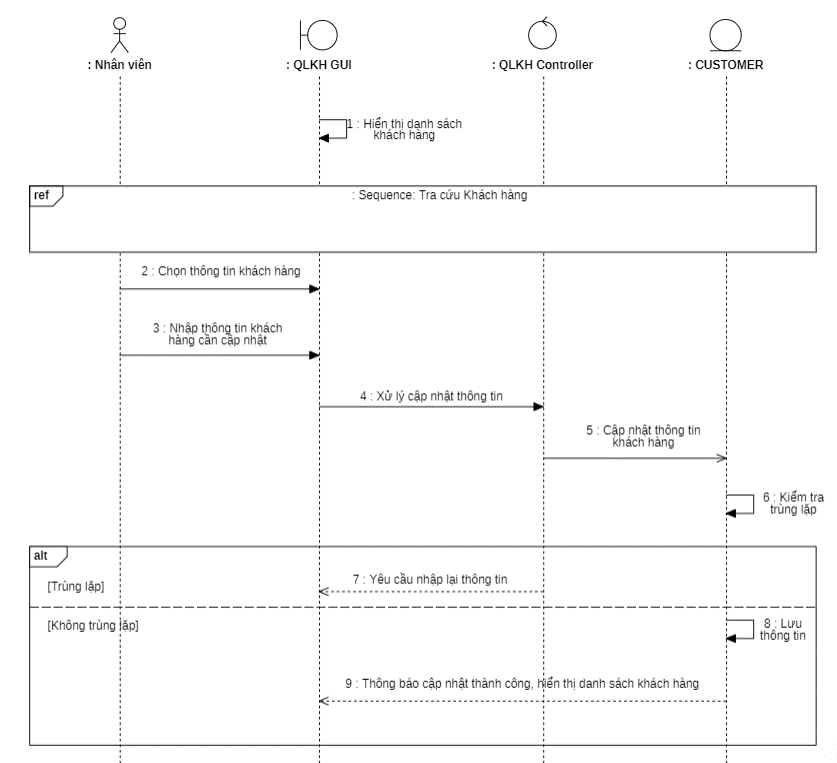 : Nhân viên
: QLKH GUI
: QLKH Controller
: CUSTOMER
1 : Hiển thị danh sách
khách hàng
ref
: Sequence: Tra cứu Khách hàng
2 : Chọn thông tin khách hàng
3 : Nhập thông tin khách
hàng cần cập nhật
4 : Xử lý cập nhật thông tin
5 : Cập nhật thông tin
khách hàng
6 : Kiểm tra
trùng lặp
alt
[Trùng lặp]
7 : Yêu cầu nhập lại thông tin
[Không trùng lặp]
8 : Lưu
thông tin
9 : Thông báo cập nhật thành công, hiển thị danh sách khách hàng